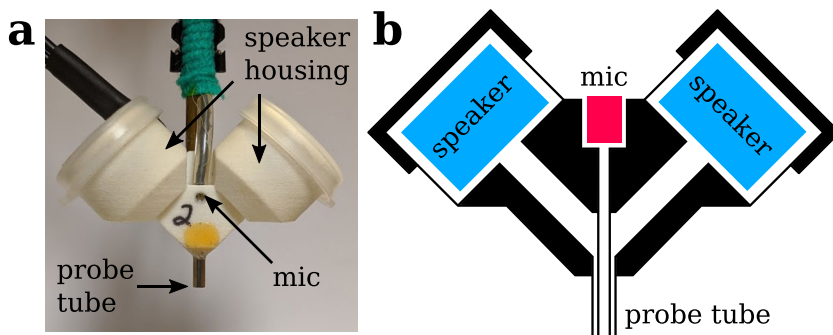 a
speaker
housing
2
probe
tube
mic
b
mic
speaker
speaker
probe tube